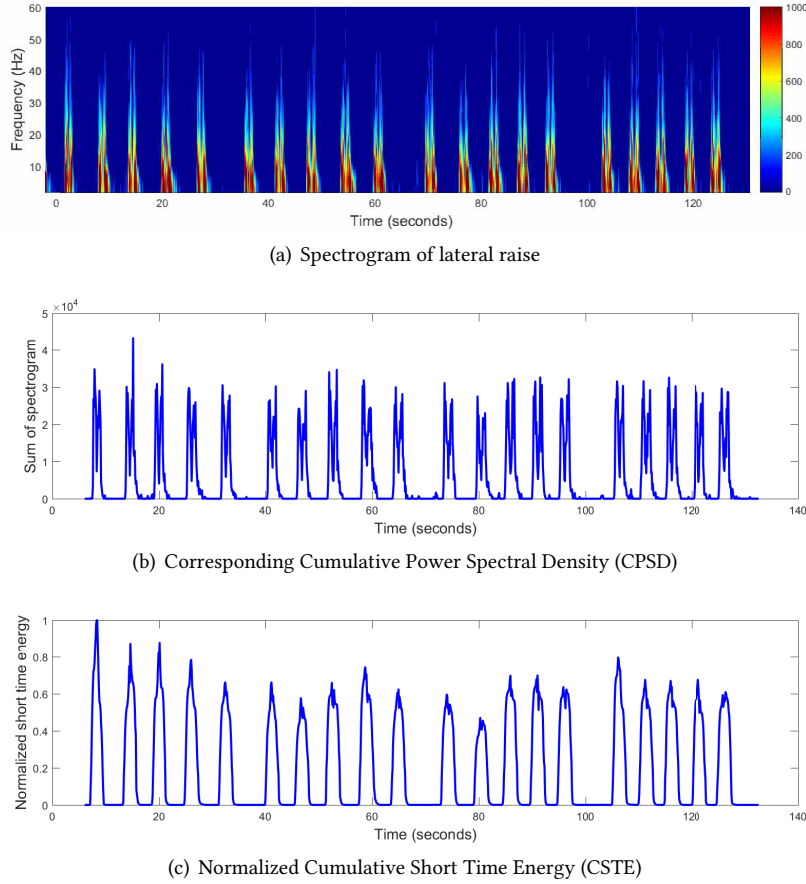 60
50
40
30
20
10
Frequency (Hz)
0 20 40 60 80 100 120
Time (seconds)
1000
800
600
400
200
0
(a) Spectrogram of lateral raise
×10⁴
5
4
3
2
1
0
Sum of spectrogram
0 20 40 60 80 100 120 140
Time (seconds)
(b) Corresponding Cumulative Power Spectral Density (CPSD)
1
0.8
0.6
0.4
0.2
0
Normalized short time energy
0 20 40 60 80 100 120 140
Time (seconds)
(c) Normalized Cumulative Short Time Energy (CSTE)